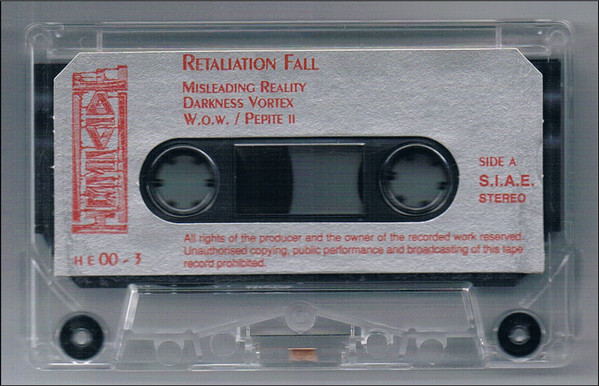 RETALIATION FALL
MISLEADING REALITY
DARKNESS VORTEX
W.O.W. / PEPITE II
SIDE A
S.I.A.E.
STEREO
All rights of the producer and the owner of the recorded work reserved.
Unauthorised copying, public performance and broadcasting of this tape
record prohibited.
HE 00 - 3